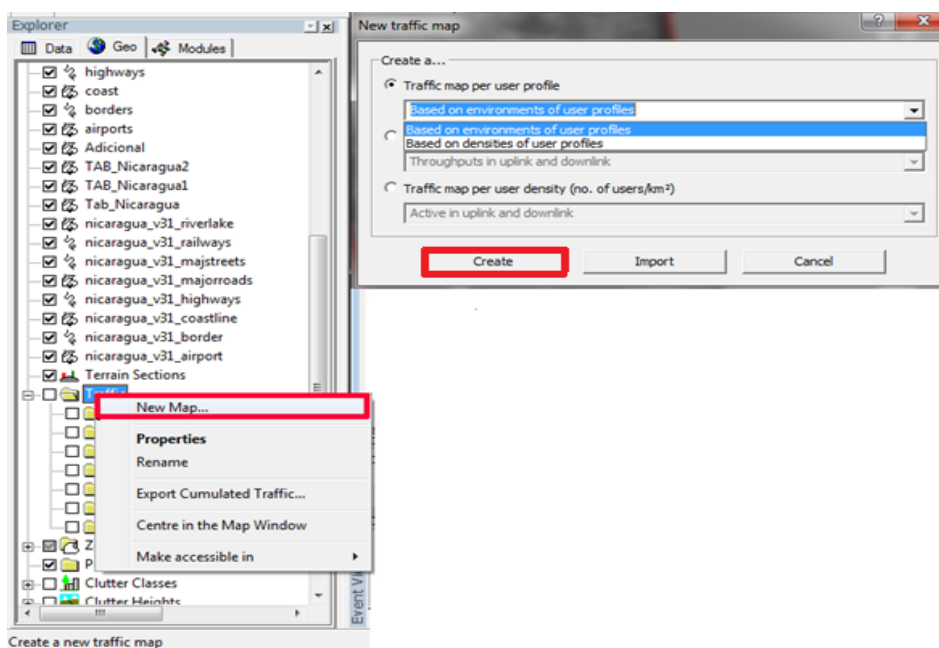 Explorer
Data Geo Modules
highways
coast
borders
airports
Adicional
TAB_Nicaragua2
TAB_Nicaragua1
Tab_Nicaragua
nicaragua_v31_riverlake
nicaragua_v31_railways
nicaragua_v31_majstreets
nicaragua_v31_majorroads
nicaragua_v31_highways
nicaragua_v31_coastline
nicaragua_v31_border
nicaragua_v31_airport
Terrain Sections
Traffic
New Map...
Properties
Rename
Export Cumulated Traffic...
Centre in the Map Window
Make accessible in
Z
P
Clutter Classes
Clutter Heights
Create a new traffic map
Event Vi
New traffic map
Create a...
Traffic map per user profile
Based on environments of user profiles
Based on environments of user profiles
Based on densities of user profiles
Throughputs in uplink and downlink
Traffic map per user density (no. of users/km²)
Active in uplink and downlink
Create Import Cancel